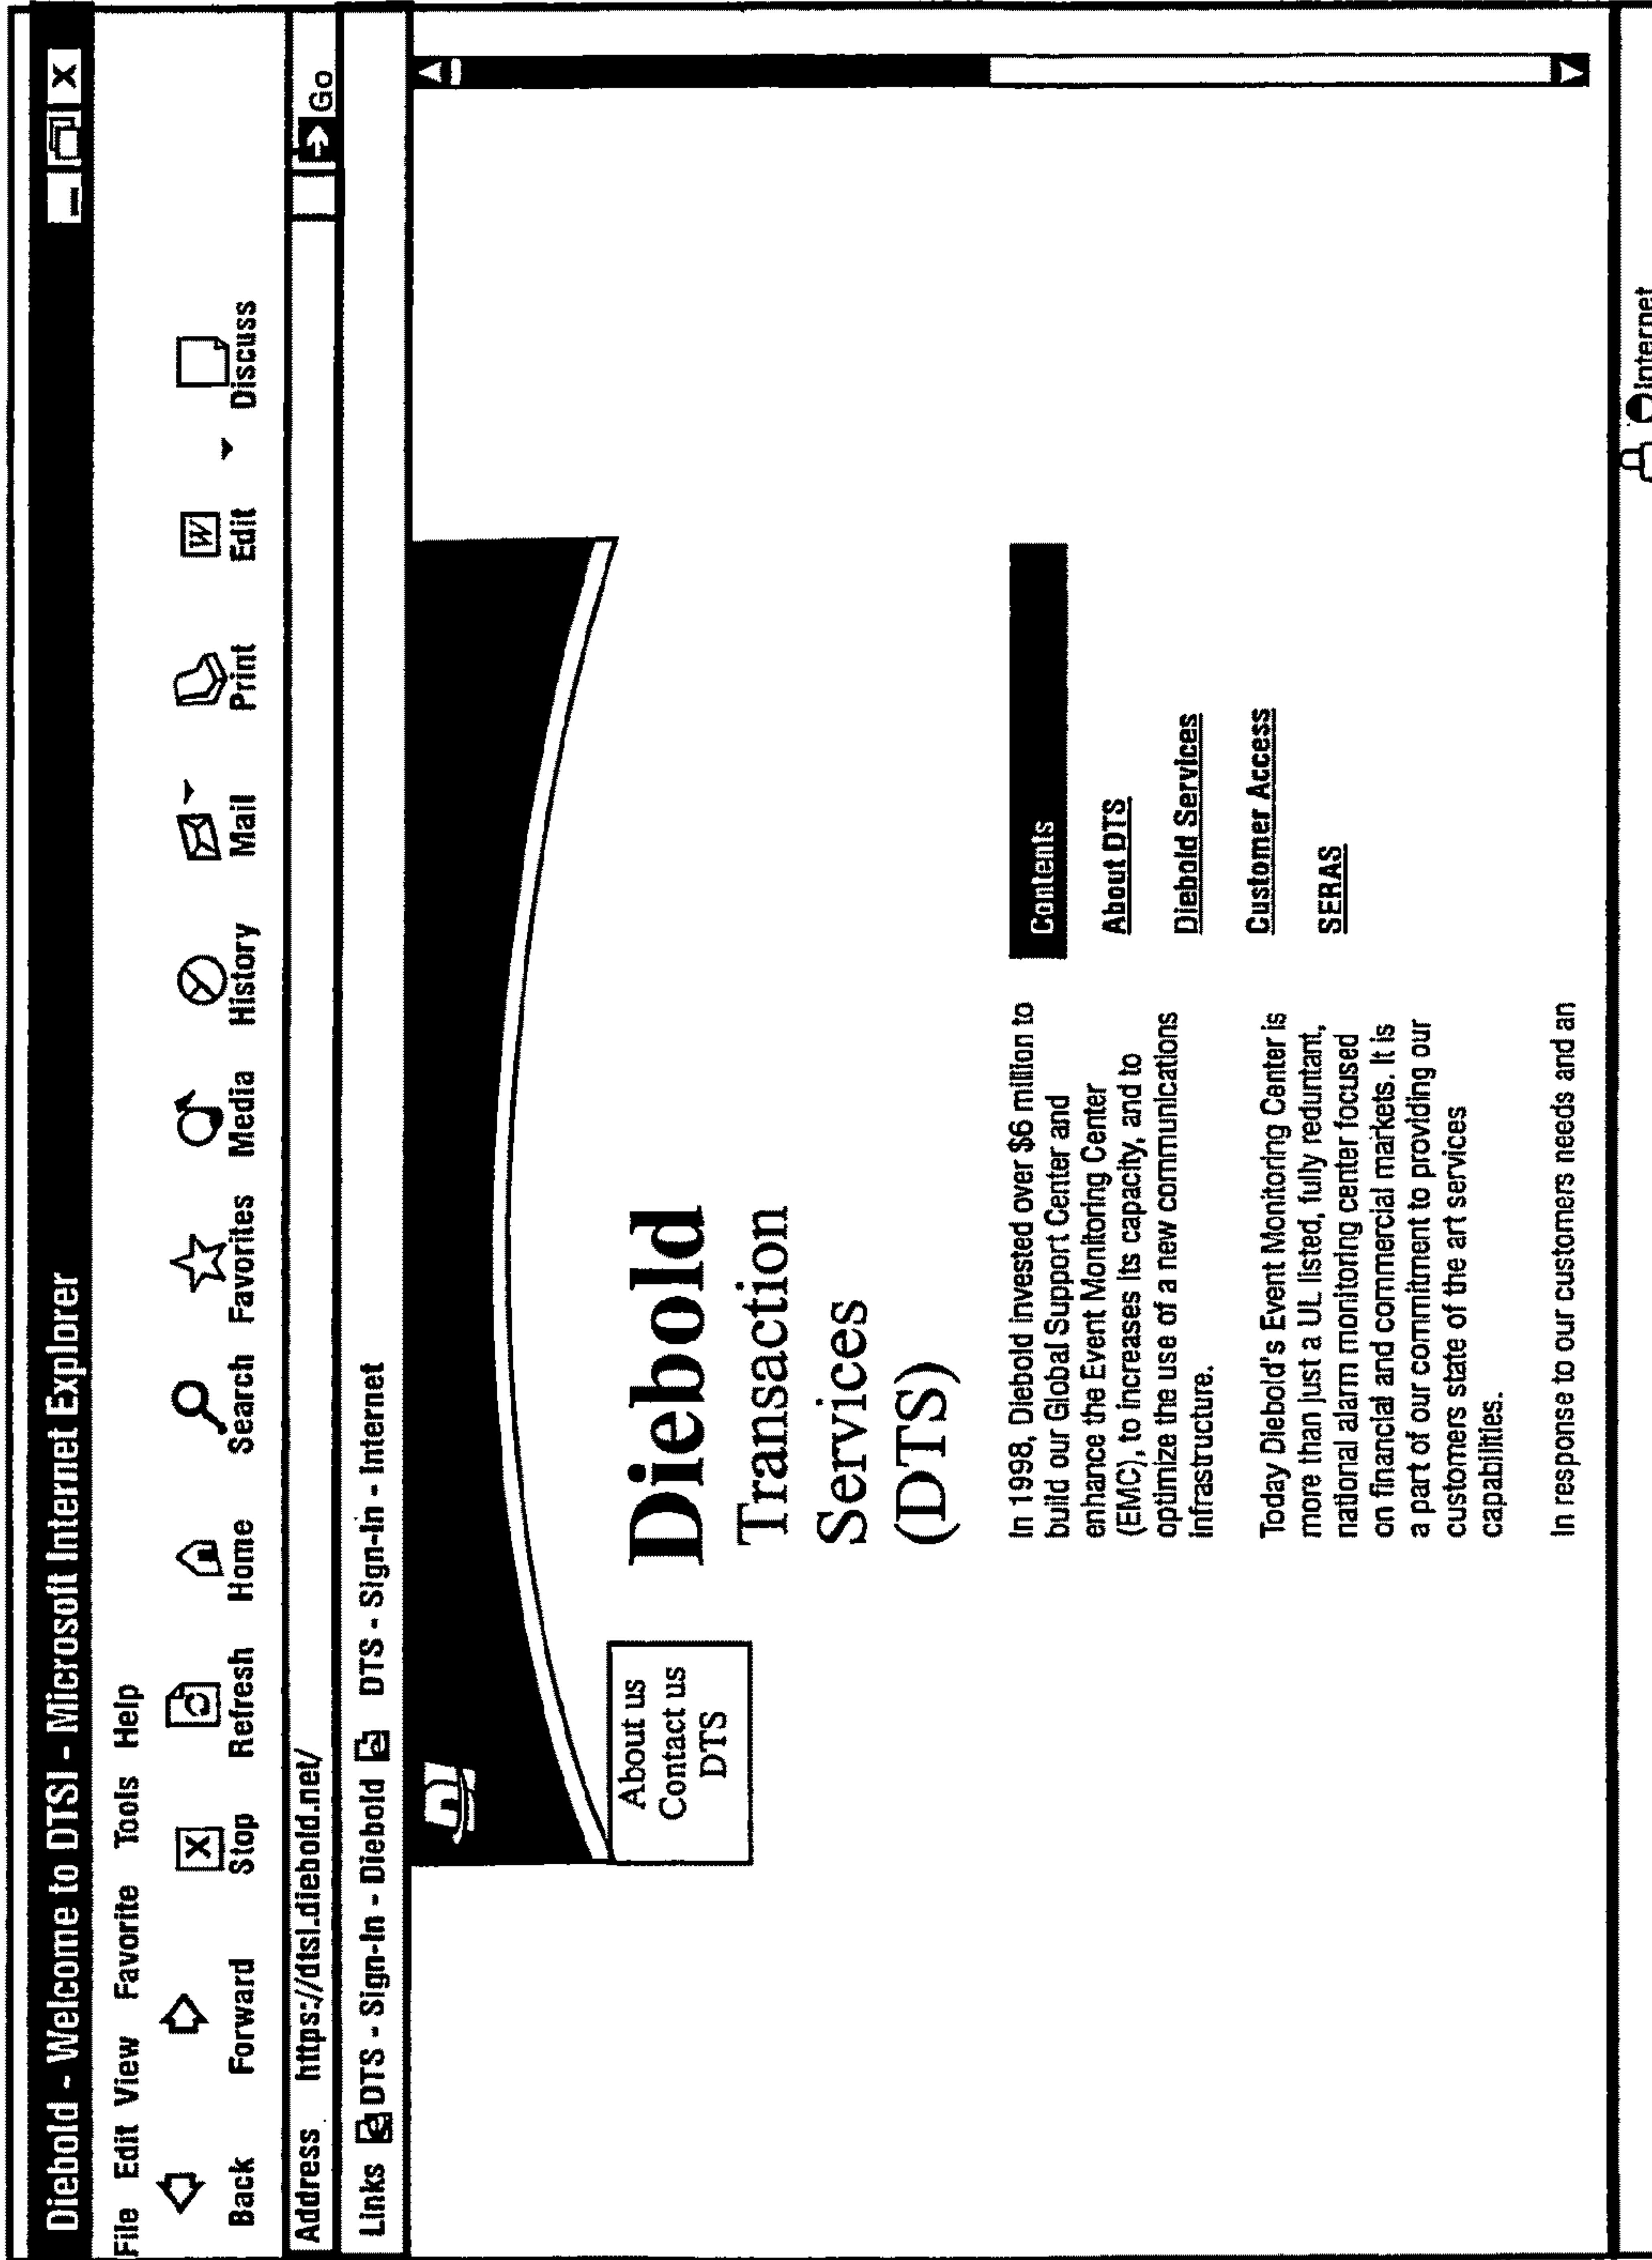 Diebold - Welcome to DTSI - Microsoft Internet Explorer
File Edit View Favorite Tools Help
Back Forward Stop Refresh Home Search Favorites Media History Mail Print Edit Discuss
Address https://dtsi.diebold.net/ Go
Links DTS - Sign-In - Diebold DTS - Sign-In - Internet
About us
Contact us
DTS
Diebold
Transaction
Services
(DTS)
In 1998, Diebold invested over $6 million to
build our Global Support Center and
enhance the Event Monitoring Center
(EMC), to increases its capacity, and to
optimize the use of a new communications
infrastructure.
Today Diebold's Event Monitoring Center is
more than just a UL listed, fully reduntant,
national alarm monitoring center focused
on financial and commercial markets. It is
a part of our commitment to providing our
customers state of the art services
capabilities.
In response to our customers needs and an
Contents
About DTS
Diebold Services
Customer Access
SERAS
Internet